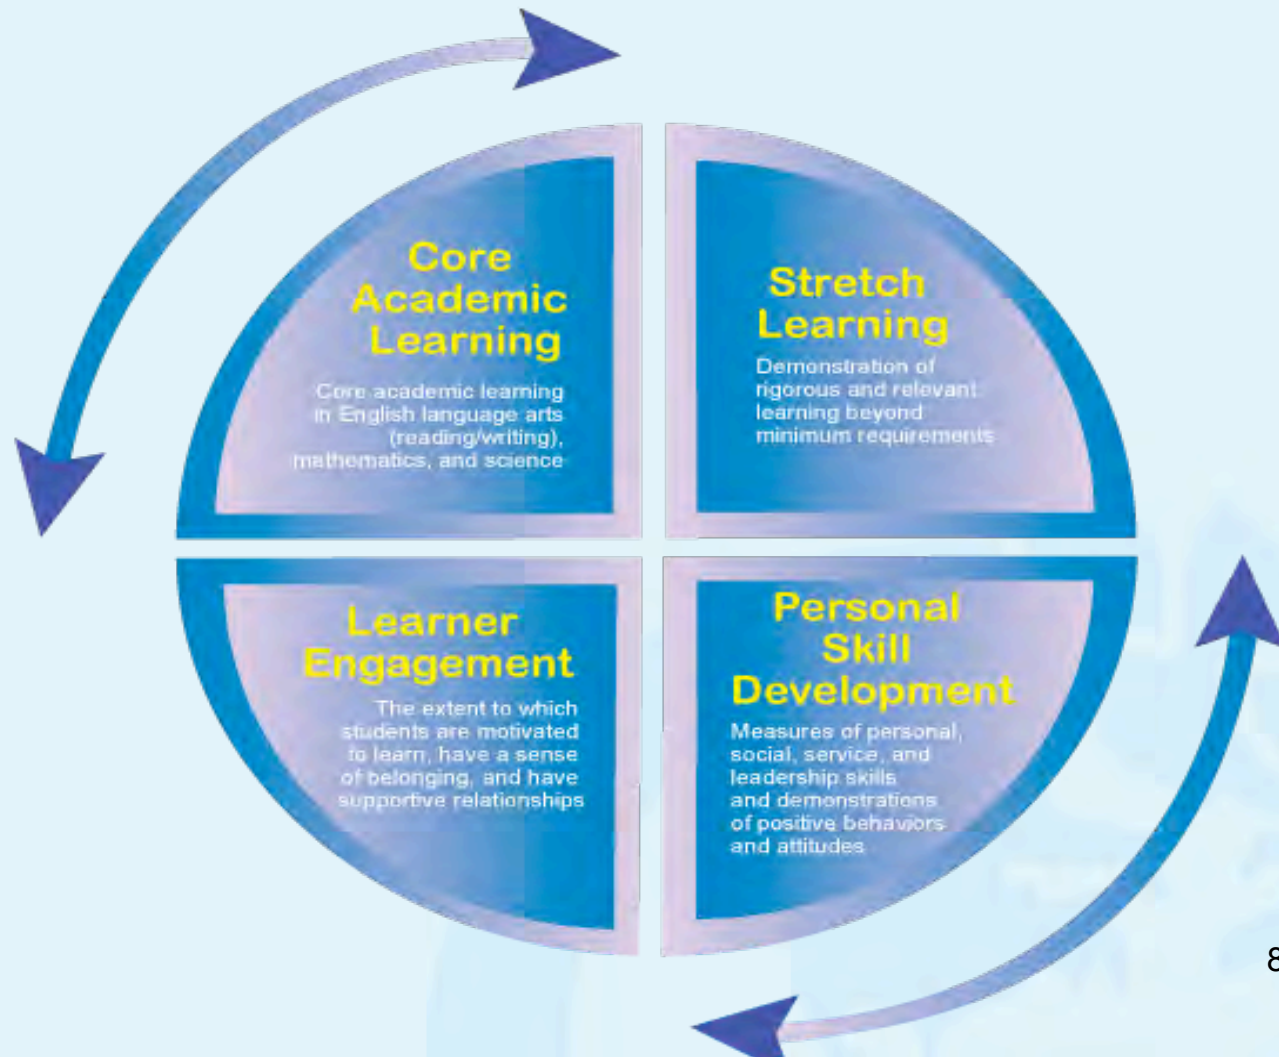 Core
Academic
Learning
Core academic learning
in English language arts
(reading/writing),
mathematics, and science
Stretch
Learning
Demonstration of
rigorous and relevant
learning beyond
minimum requirements
Learner
Engagement
The extent to which
students are motivated
to learn, have a sense
of belonging, and have
supportive relationships
Personal
Skill
Development
Measures of personal,
social, service, and
leadership skills
and demonstrations
of positive behaviors
and attitudes
8